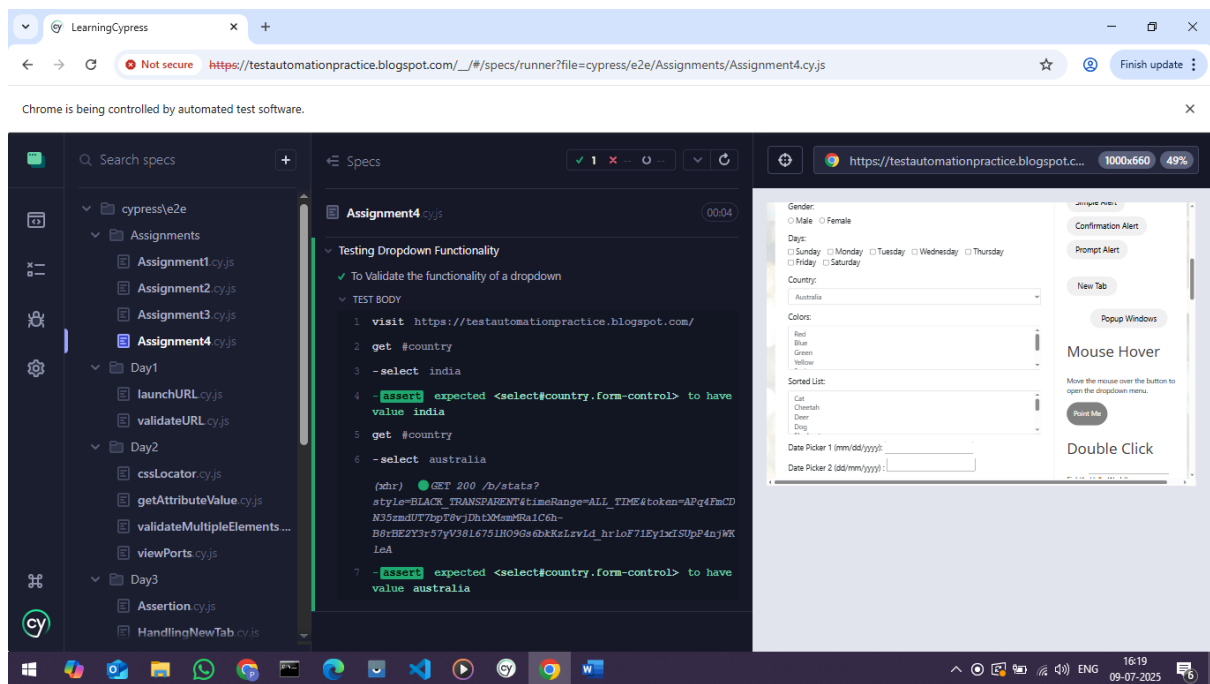 LearningCypress
Not secure https://testautomationpractice.blogspot.com/__/#/specs/runner?file=cypress/e2e/Assignments/Assignment4.cy.js
Finish update
Chrome is being controlled by automated test software.
Search specs
cypress\e2e
Assignments
Assignment1.cy.js
Assignment2.cy.js
Assignment3.cy.js
Assignment4.cy.js
Day1
launchURL.cy.js
validateURL.cy.js
Day2
cssLocator.cy.js
getAttributeValue.cy.js
validateMultipleElements...
viewPorts.cy.js
Day3
Assertion.cy.js
HandlingNewTab.cy.js
Specs
1 -- --
Assignment4.cy.js 00:04
Testing Dropdown Functionality
To Validate the functionality of a dropdown
TEST BODY
1 visit https://testautomationpractice.blogspot.com/
2 get #country
3 -select india
4 -assert expected <select#country.form-control> to have
value india
5 get #country
6 -select australia
(xhr) GET 200 /b/stats?
style=BLACK_TRANSPARENT&timeRange=ALL_TIME&token=
7 -assert expected <select#country.form-control> to have
value australia
https://testautomationpractice.blogspot.c... 1000x660 49%
Gender:
Male Female
Days:
Sunday Monday Tuesday Wednesday Thursday
Friday Saturday
Country:
Australia
Colors:
Red
Blue
Green
Yellow
Sorted List:
Cat
Cheetah
Deer
Dog
Date Picker 1 (mm/dd/yyyy):
Date Picker 2 (dd/mm/yyyy) :
Simple Alert
Confirmation Alert
Prompt Alert
New Tab
Popup Windows
Mouse Hover
Move the mouse over the button to
open the dropdown menu.
Point Me
Double Click
cy
ENG
16:19
09-07-2025
6